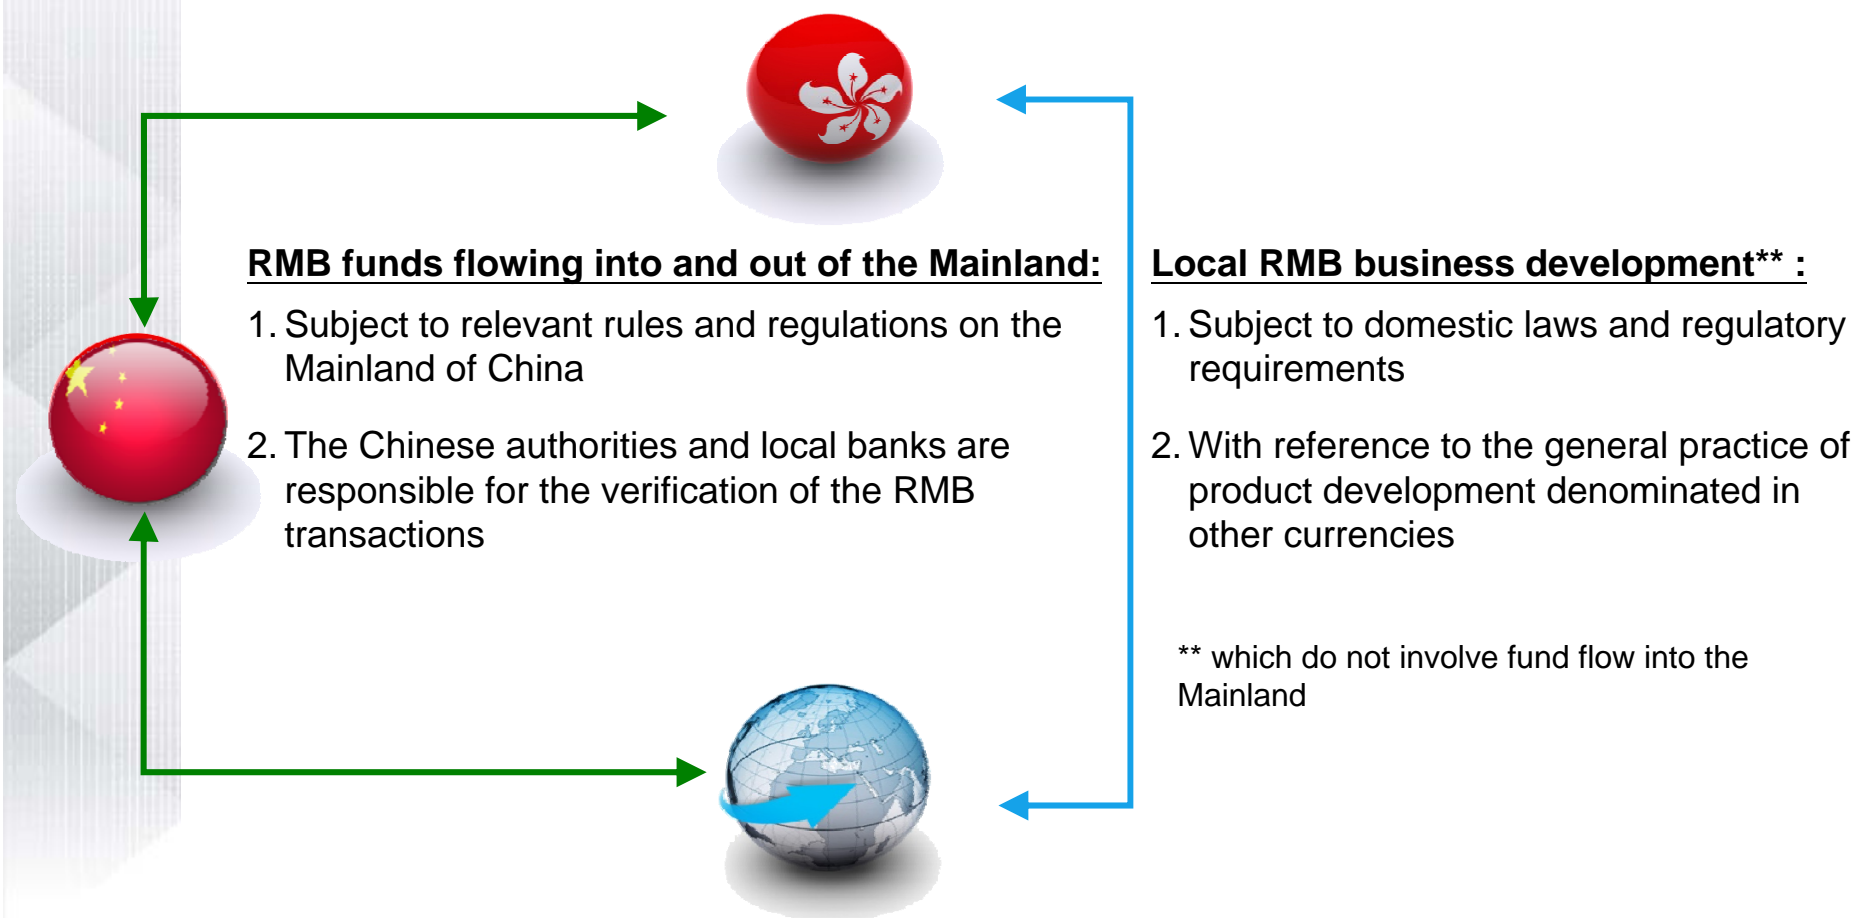 RMB funds flowing into and out of the Mainland:
1. Subject to relevant rules and regulations on the
Mainland of China
2. The Chinese authorities and local banks are
responsible for the verification of the RMB
transactions
Local RMB business development** :
1. Subject to domestic laws and regulatory
requirements
2. With reference to the general practice of
product development denominated in
other currencies
** which do not involve fund flow into the
Mainland